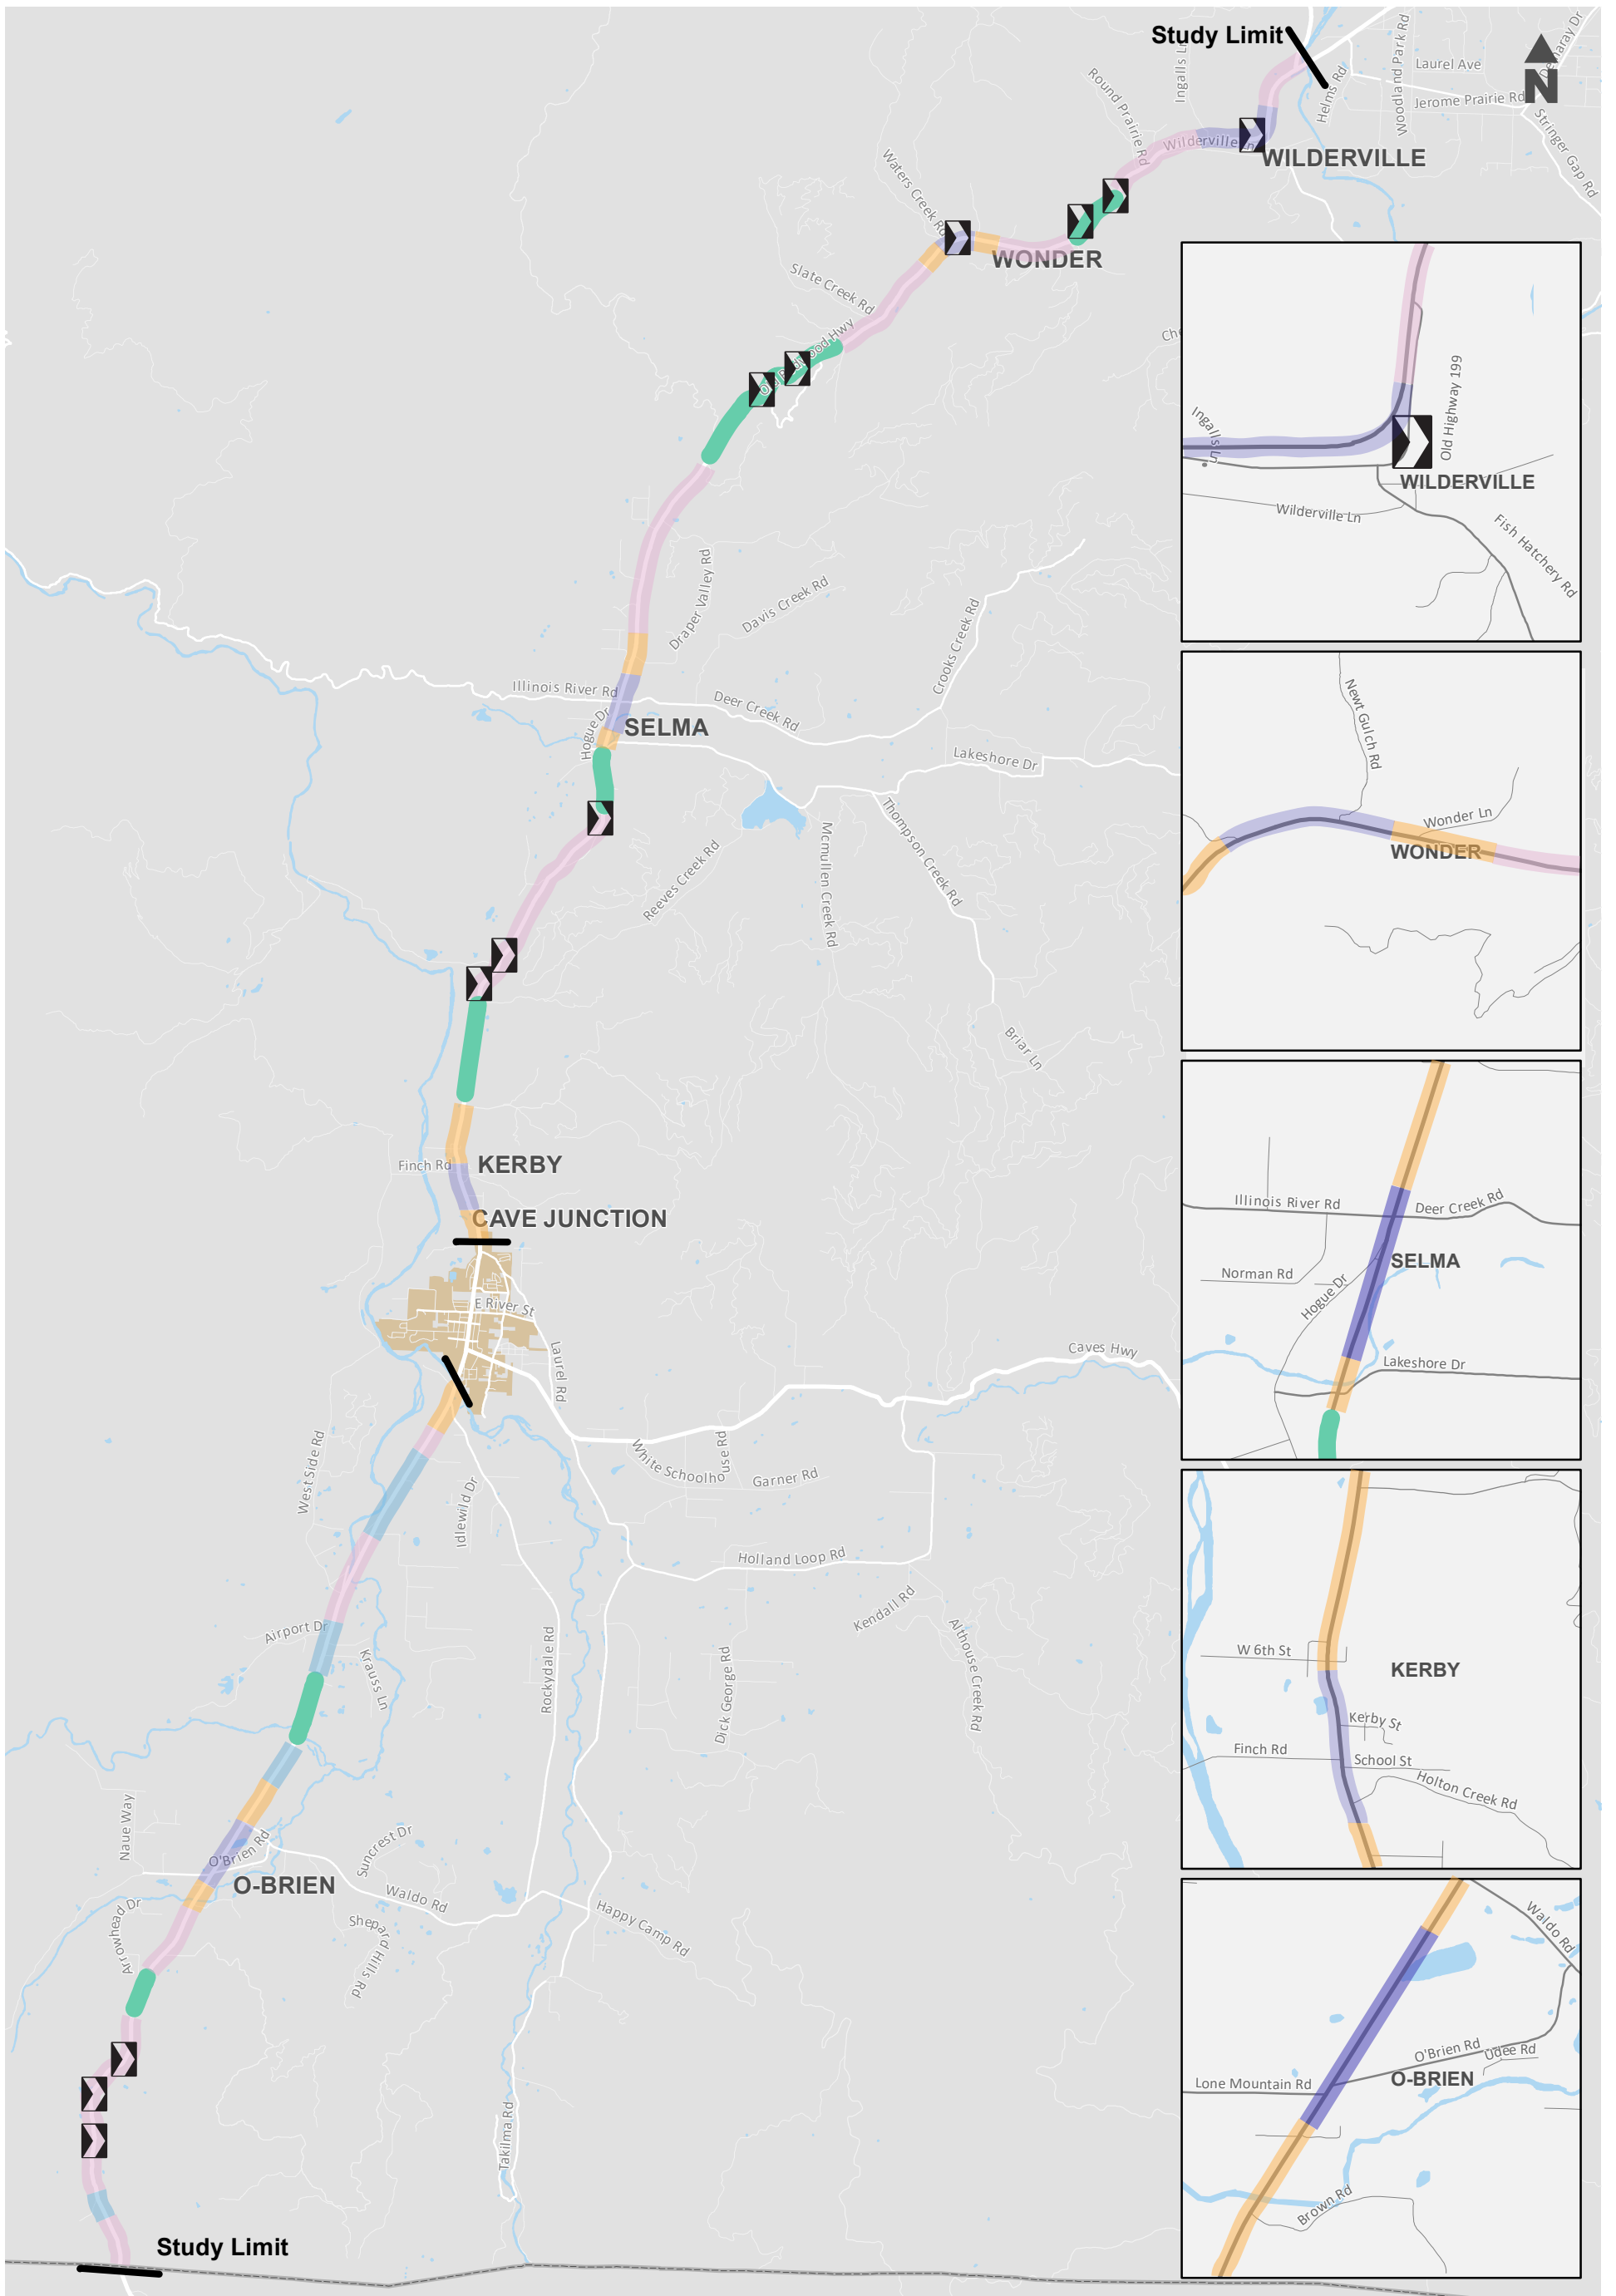 Study Limit
N
Demaray Dr
Laurel Ave
Woodland Park Rd
Helms Rd
Jerome Prairie Rd
Stringer Gap Rd
Ingalls Ln
Round Prairie Rd
Wilderville Ln
WILDERVILLE
Waters Creek Rd
WONDER
Slate Creek Rd
Old Redwood Hwy
Draper Valley Rd
Davis Creek Rd
Crooks Creek Rd
Illinois River Rd
Deer Creek Rd
Hogue Dr
SELMA
Lakeshore Dr
Thompson Creek Rd
Mcmullen Creek Rd
Reeves Creek Rd
Briar Ln
Finch Rd
KERBY
CAVE JUNCTION
E River St
Laurel Rd
Caves Hwy
West Side Rd
Idlewild Dr
White Schoolhouse Rd
Garner Rd
Holland Loop Rd
Kendall Rd
Althouse Creek Rd
Airport Dr
Krauss Ln
Rockydale Rd
Dick George Rd
Naue Way
O'Brien Rd
Suncrest Dr
O-BRIEN
Waldo Rd
Arrowhead Dr
Shepard Hills Rd
Happy Camp Rd
Takilma Rd
Study Limit
Ingalls Ln
Old Highway 199
WILDERVILLE
Wilderville Ln
Fish Hatchery Rd
Newt Gulch Rd
Wonder Ln
WONDER
Illinois River Rd
Deer Creek Rd
SELMA
Norman Rd
Hogue Dr
Lakeshore Dr
W 6th St
KERBY
Kerby St
Finch Rd
School St
Holton Creek Rd
Waldo Rd
O'Brien Rd
Udee Rd
Lone Mountain Rd
O-BRIEN
Brown Rd